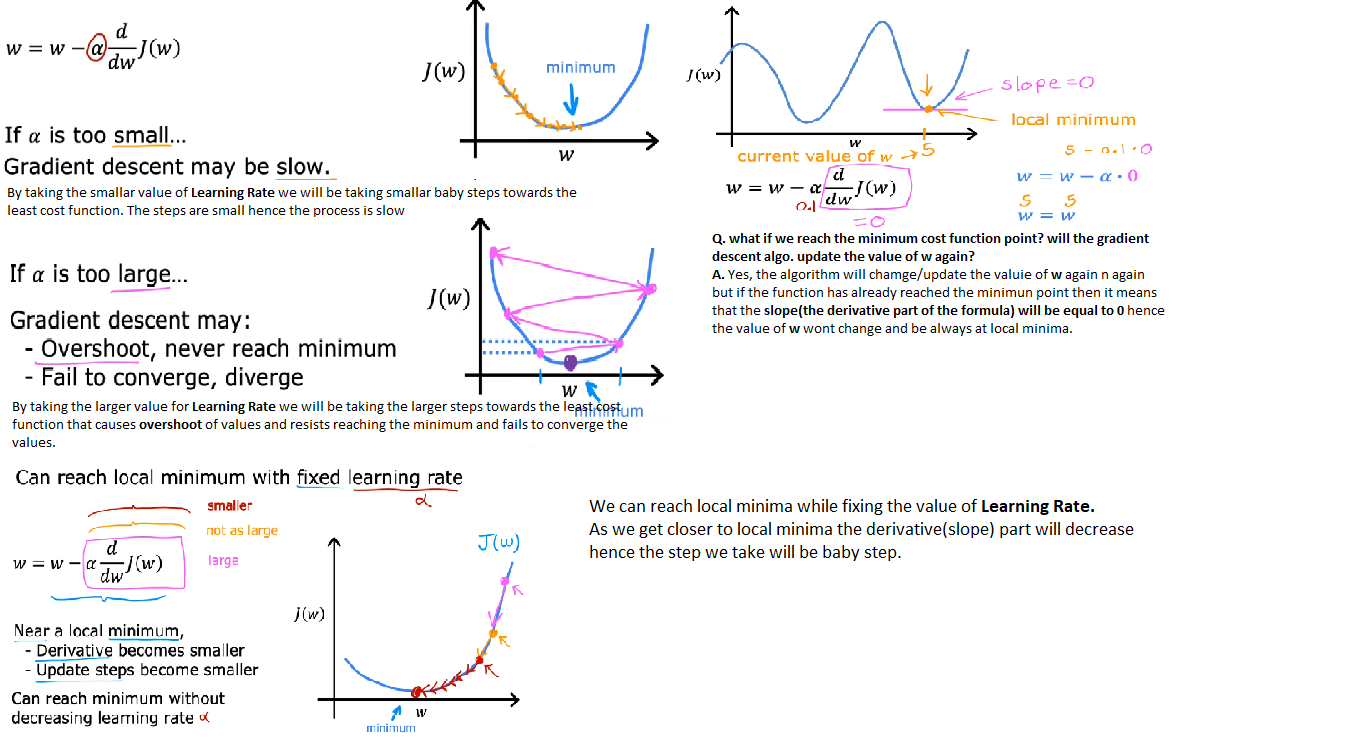 w = w − α d/dw J(w)
If α is too small...
Gradient descent may be slow.
By taking the smallar value of Learning Rate we will be taking smallar baby steps towards the
least cost function. The steps are small hence the process is slow
J(w)
minimum
w
If α is too large...
Gradient descent may:
- Overshoot, never reach minimum
- Fail to converge, diverge
J(w)
w
minimum
By taking the larger value for Learning Rate we will be taking the larger steps towards the least cost
function that causes overshoot of values and resists reaching the minimum and fails to converge the
values.
J(w)
slope=0
local minimum
w
current value of w → 5
5 - 0.1 · 0
w = w − α d/dw J(w)
0.1
=0
w = w − α · 0
5 5
w = w
Q. what if we reach the minimum cost function point? will the gradient
descent algo. update the value of w again?
A. Yes, the algorithm will chamge/update the valuie of w again n again
but if the function has already reached the minimun point then it means
that the slope(the derivative part of the formula) will be equal to 0 hence
the value of w wont change and be always at local minima.
Can reach local minimum with fixed learning rate
α
smaller
not as large
large
w = w − α d/dw J(w)
Near a local minimum,
- Derivative becomes smaller
- Update steps become smaller
Can reach minimum without
decreasing learning rate α
J(w)
J(w)
w
minimum
We can reach local minima while fixing the value of Learning Rate.
As we get closer to local minima the derivative(slope) part will decrease
hence the step we take will be baby step.